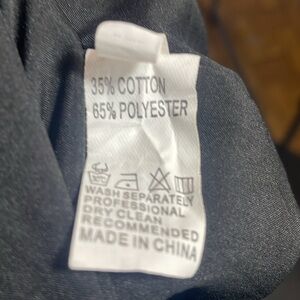 35% COTTON
65% POLYESTER
WASH SEPARATELY
PROFESSIONAL
DRY CLEAN
RECOMMENDED
MADE IN CHINA